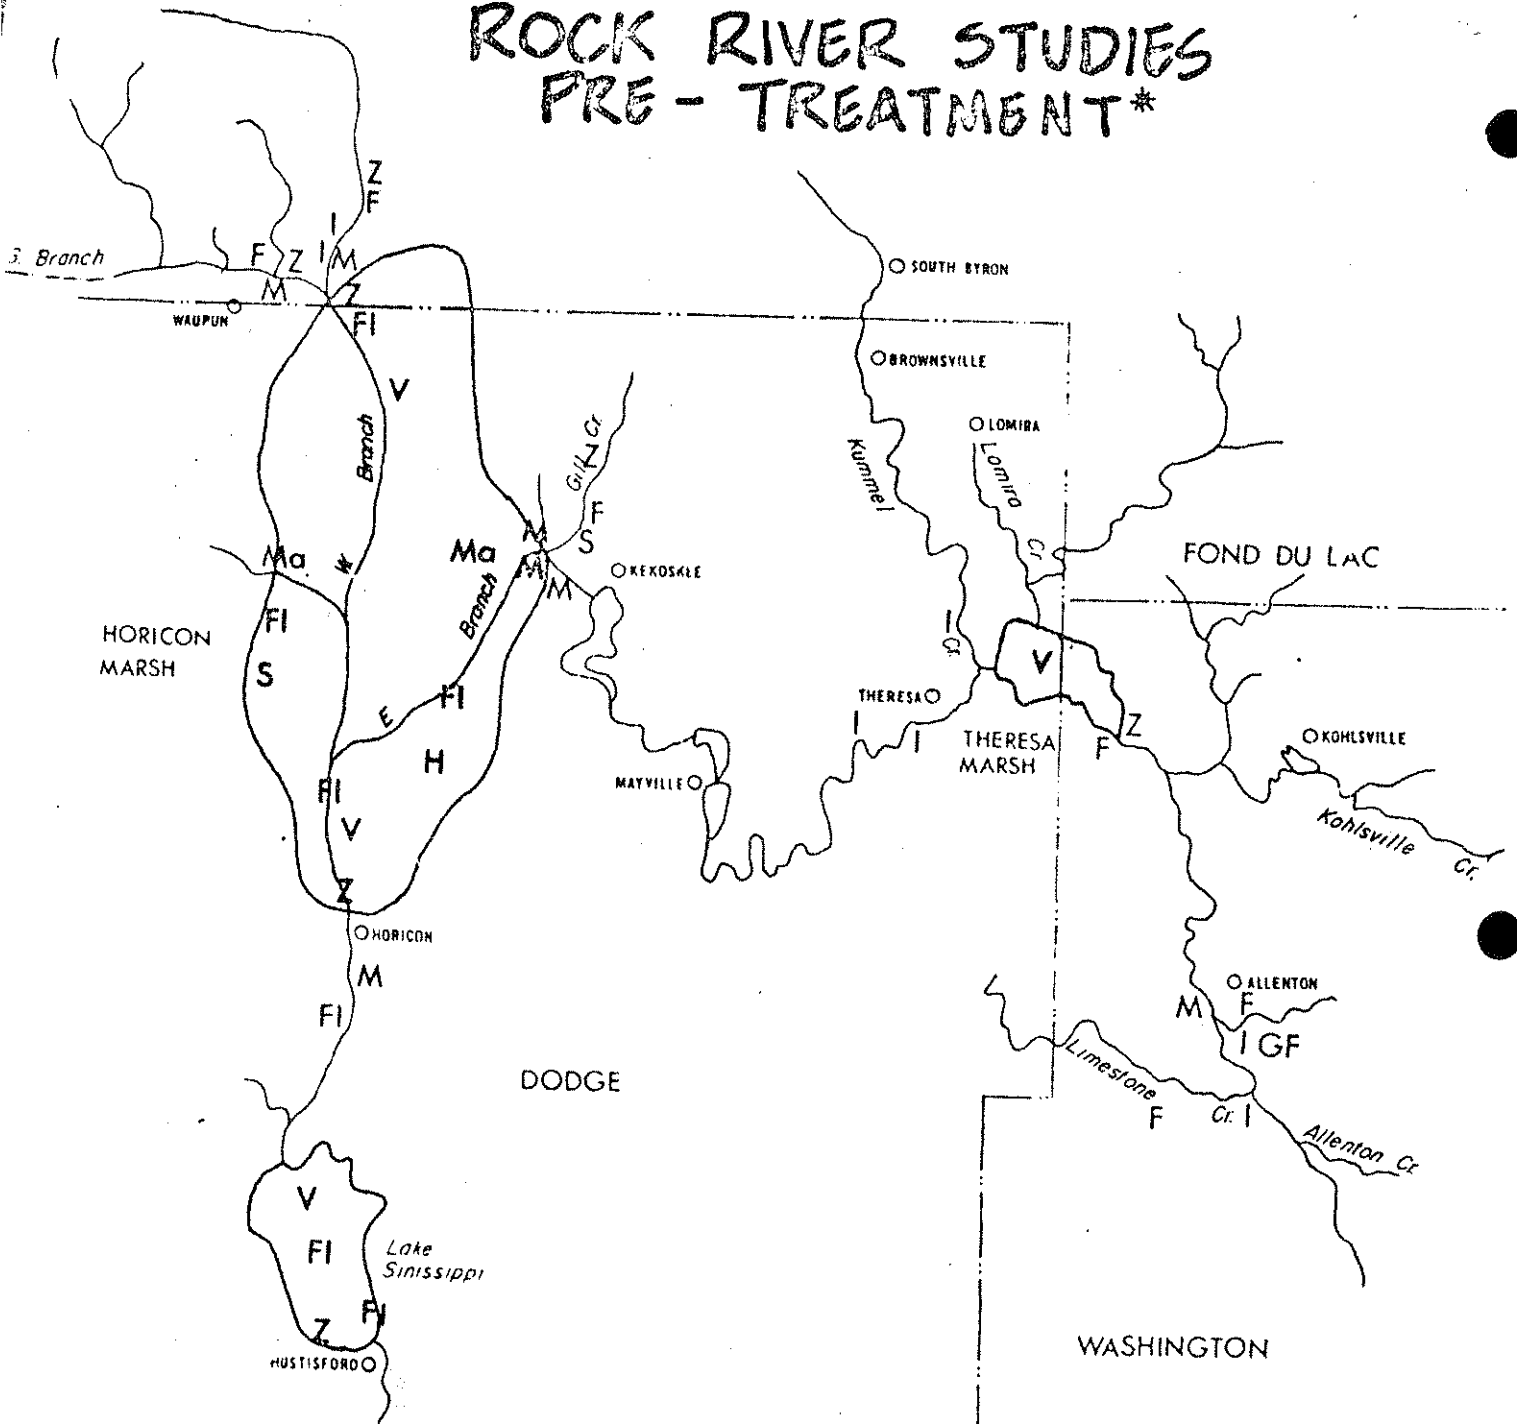 ROCK RIVER STUDIES
PRE - TREATMENT*
Z
F
I
S. Branch
F
Z
I
M
M
Z
SOUTH BYRON
WAUPUN
FI
BROWNSVILLE
V
Branch
LOMIRA
Gill Cr.
Z
Kummel
Lomira
F
M
S
Ma
W.
Ma
M
M
KEKOSKEE
Cr.
FOND DU LAC
Branch
FI
HORICON
MARSH
I
Cr.
S
V
FI
THERESA
E
I
I
THERESA
MARSH
F
Z
KOHLSVILLE
H
MAYVILLE
FI
V
Kohlsville
Cr.
Z
HORICON
M
ALLENTON
FI
M
F
I
GF
Limestone
DODGE
F
Cr.
I
Allenton Cr.
V
FI
Lake
Sinissippi
FI
Z
HUSTISFORD
WASHINGTON